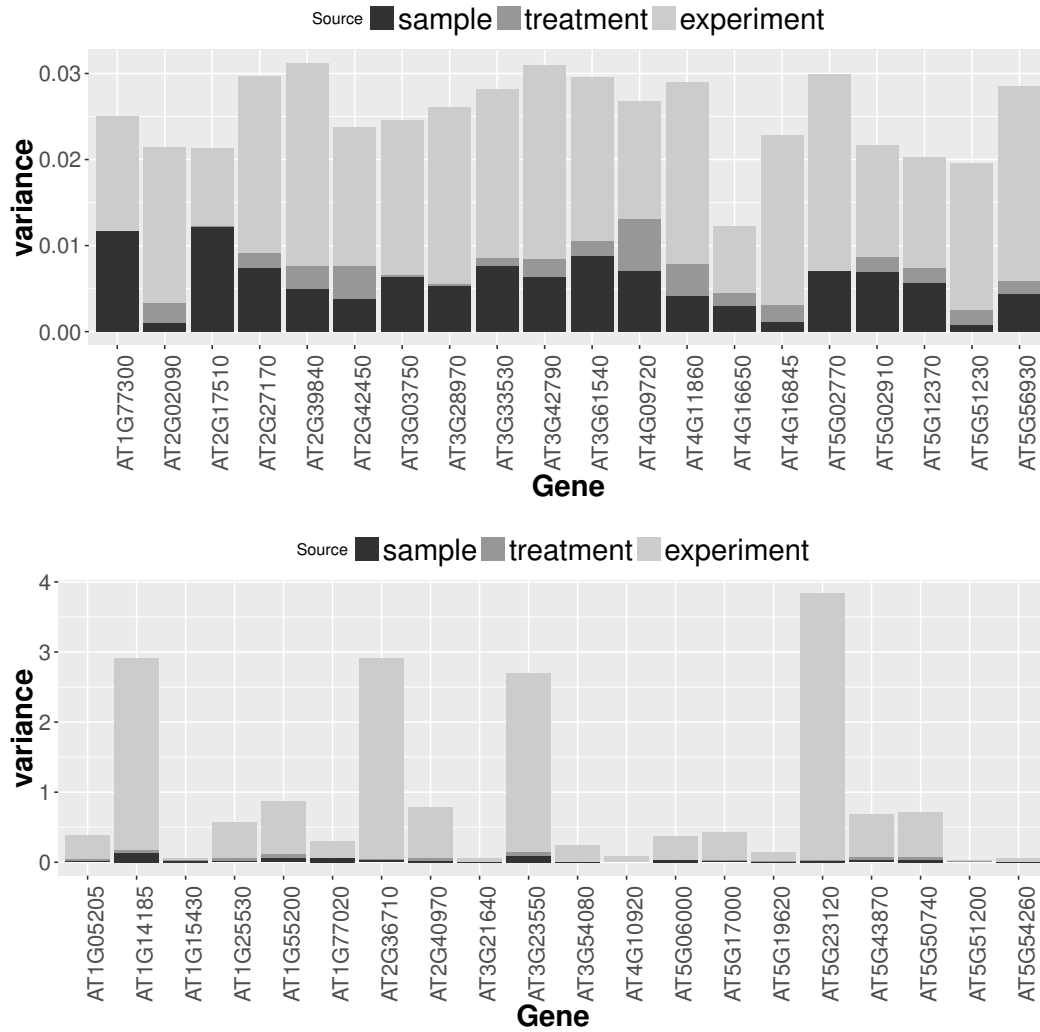 Source sample treatment experiment
0.03
0.02
0.01
0.00
variance
AT1G77300
AT2G02090
AT2G17510
AT2G27170
AT2G39840
AT2G42450
AT3G03750
AT3G28970
AT3G33530
AT3G42790
AT3G61540
AT4G09720
AT4G11860
AT4G16650
AT4G16845
AT5G02770
AT5G02910
AT5G12370
AT5G51230
AT5G56930
Gene
Source sample treatment experiment
4
3
2
1
0
variance
AT1G05205
AT1G14185
AT1G15430
AT1G25530
AT1G55200
AT1G77020
AT2G36710
AT2G40970
AT3G21640
AT3G23550
AT3G54080
AT4G10920
AT5G06000
AT5G17000
AT5G19620
AT5G23120
AT5G43870
AT5G50740
AT5G51200
AT5G54260
Gene